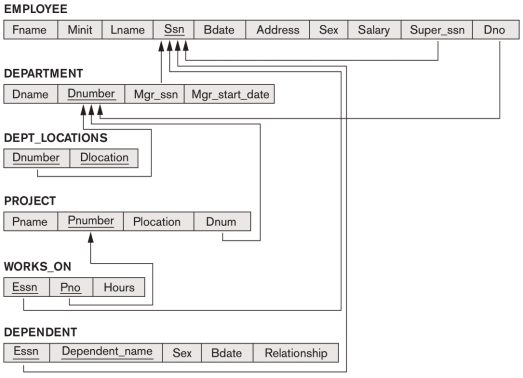 EMPLOYEE
Fname Minit Lname Ssn Bdate Address Sex Salary Super_ssn Dno
DEPARTMENT
Dname Dnumber Mgr_ssn Mgr_start_date
DEPT_LOCATIONS
Dnumber Dlocation
PROJECT
Pname Pnumber Plocation Dnum
WORKS_ON
Essn Pno Hours
DEPENDENT
Essn Dependent_name Sex Bdate Relationship